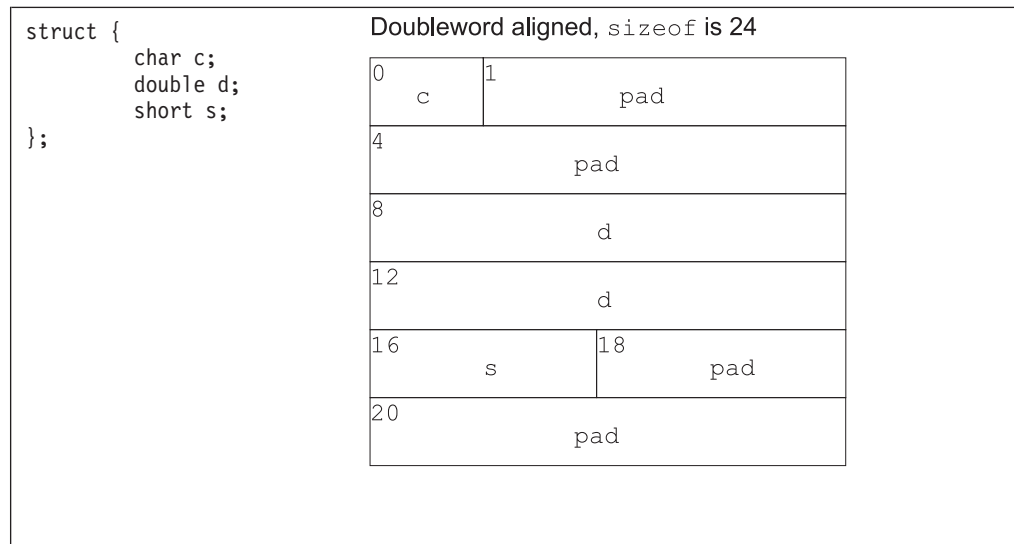 struct {
char c;
double d;
short s;
};
Doubleword aligned, sizeof is 24
0 c 1 pad
4 pad
8 d
12 d
16 s 18 pad
20 pad